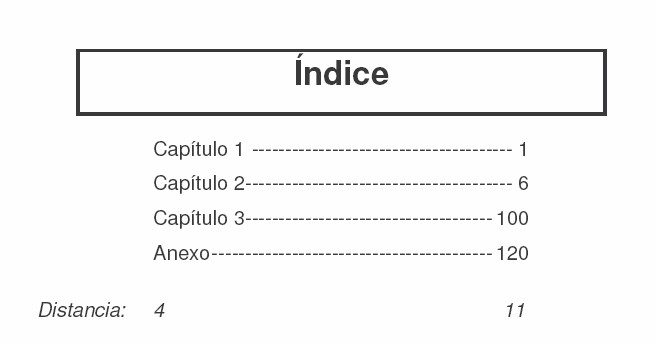 Índice
Capítulo 1 --------------------------------------- 1
Capítulo 2---------------------------------------- 6
Capítulo 3------------------------------------- 100
Anexo------------------------------------------ 120
Distancia: 4 11